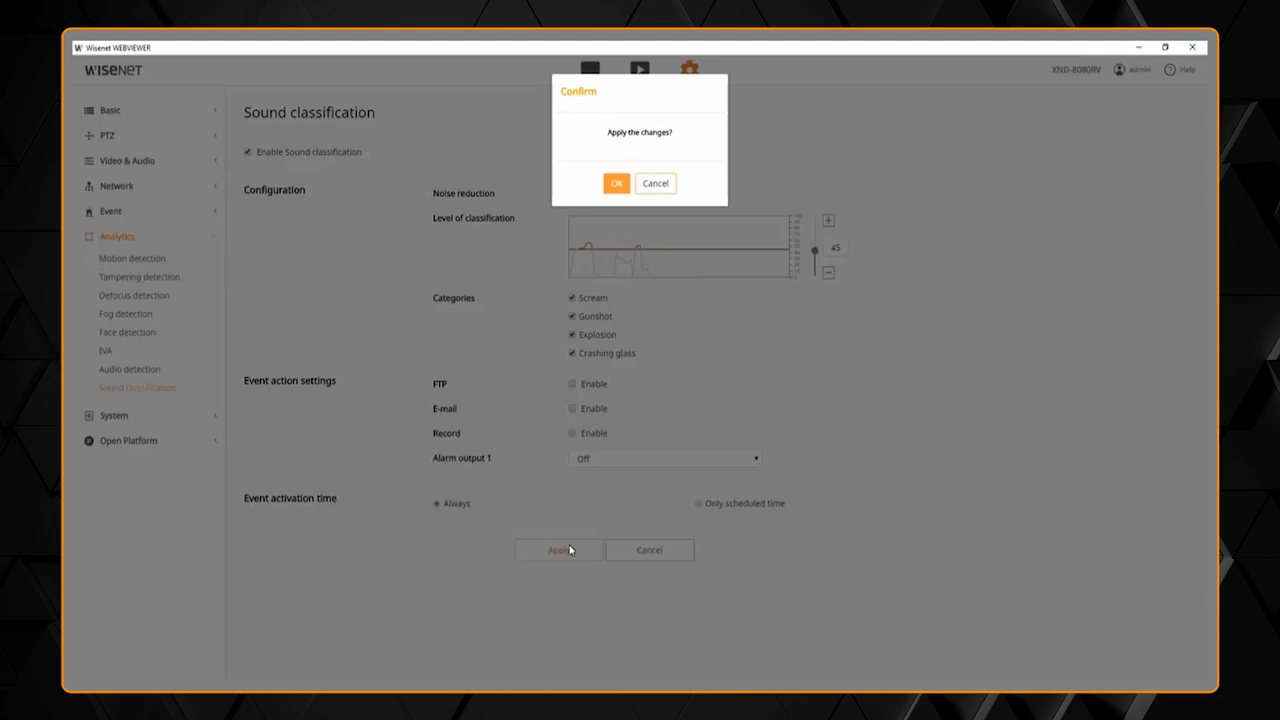 Wisenet WEBVIEWER
WISENET
XND-8080RV
admin
Help
Confirm
Apply the changes?
OK
Cancel
Basic
PTZ
Video & Audio
Network
Event
Analytics
Motion detection
Tampering detection
Defocus detection
Fog detection
Face detection
IVA
Audio detection
Sound classification
System
Open Platform
Sound classification
Enable Sound classification
Configuration
Noise reduction
Level of classification
45
Categories
Scream
Gunshot
Explosion
Crashing glass
Event action settings
FTP
Enable
E-mail
Enable
Record
Enable
Alarm output 1
Off
Event activation time
Always
Only scheduled time
Apply
Cancel